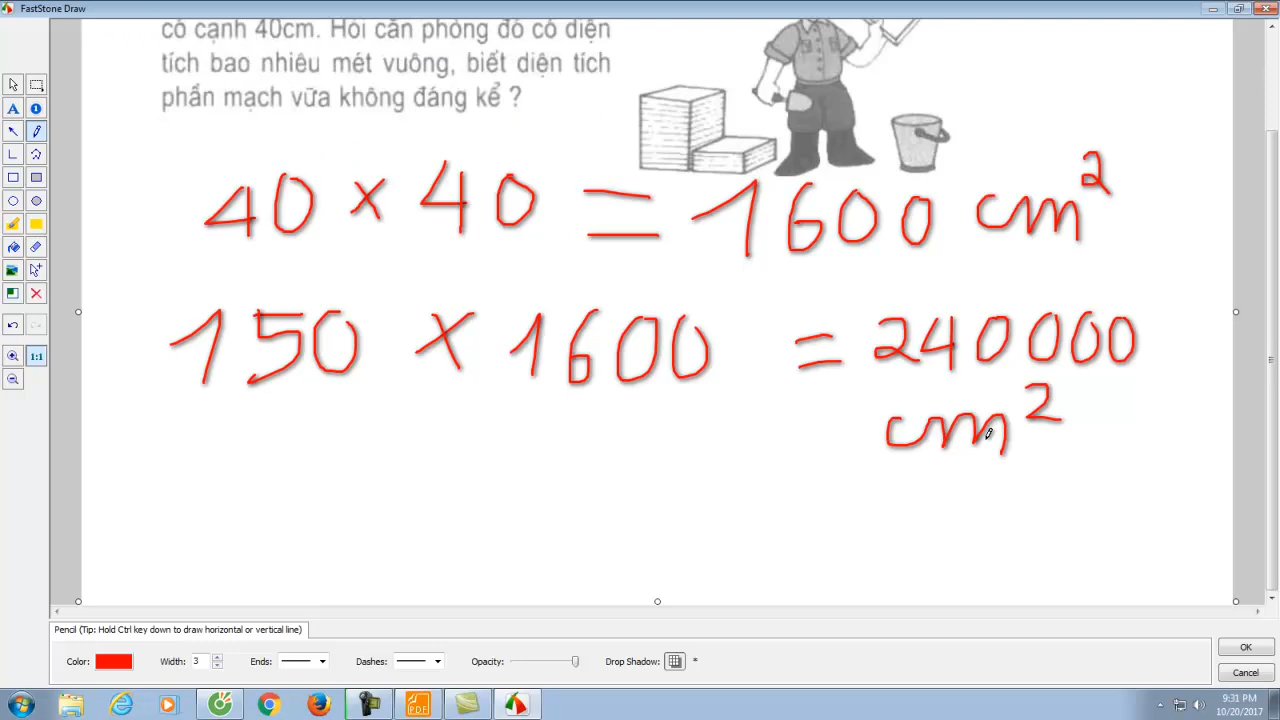 FastStone Draw
có cạnh 40cm. Hỏi căn phòng đó có diện
tích bao nhiêu mét vuông, biết diện tích
phần mạch vữa không đáng kể ?
40 × 40 = 1600 cm²
150 × 1600 = 240000
cm²
1:1
Pencil (Tip: Hold Ctrl key down to draw horizontal or vertical line)
Color: Width: 3 Ends: Dashes: Opacity: Drop Shadow: *
OK
Cancel
PDF
9:31 PM
10/20/2017